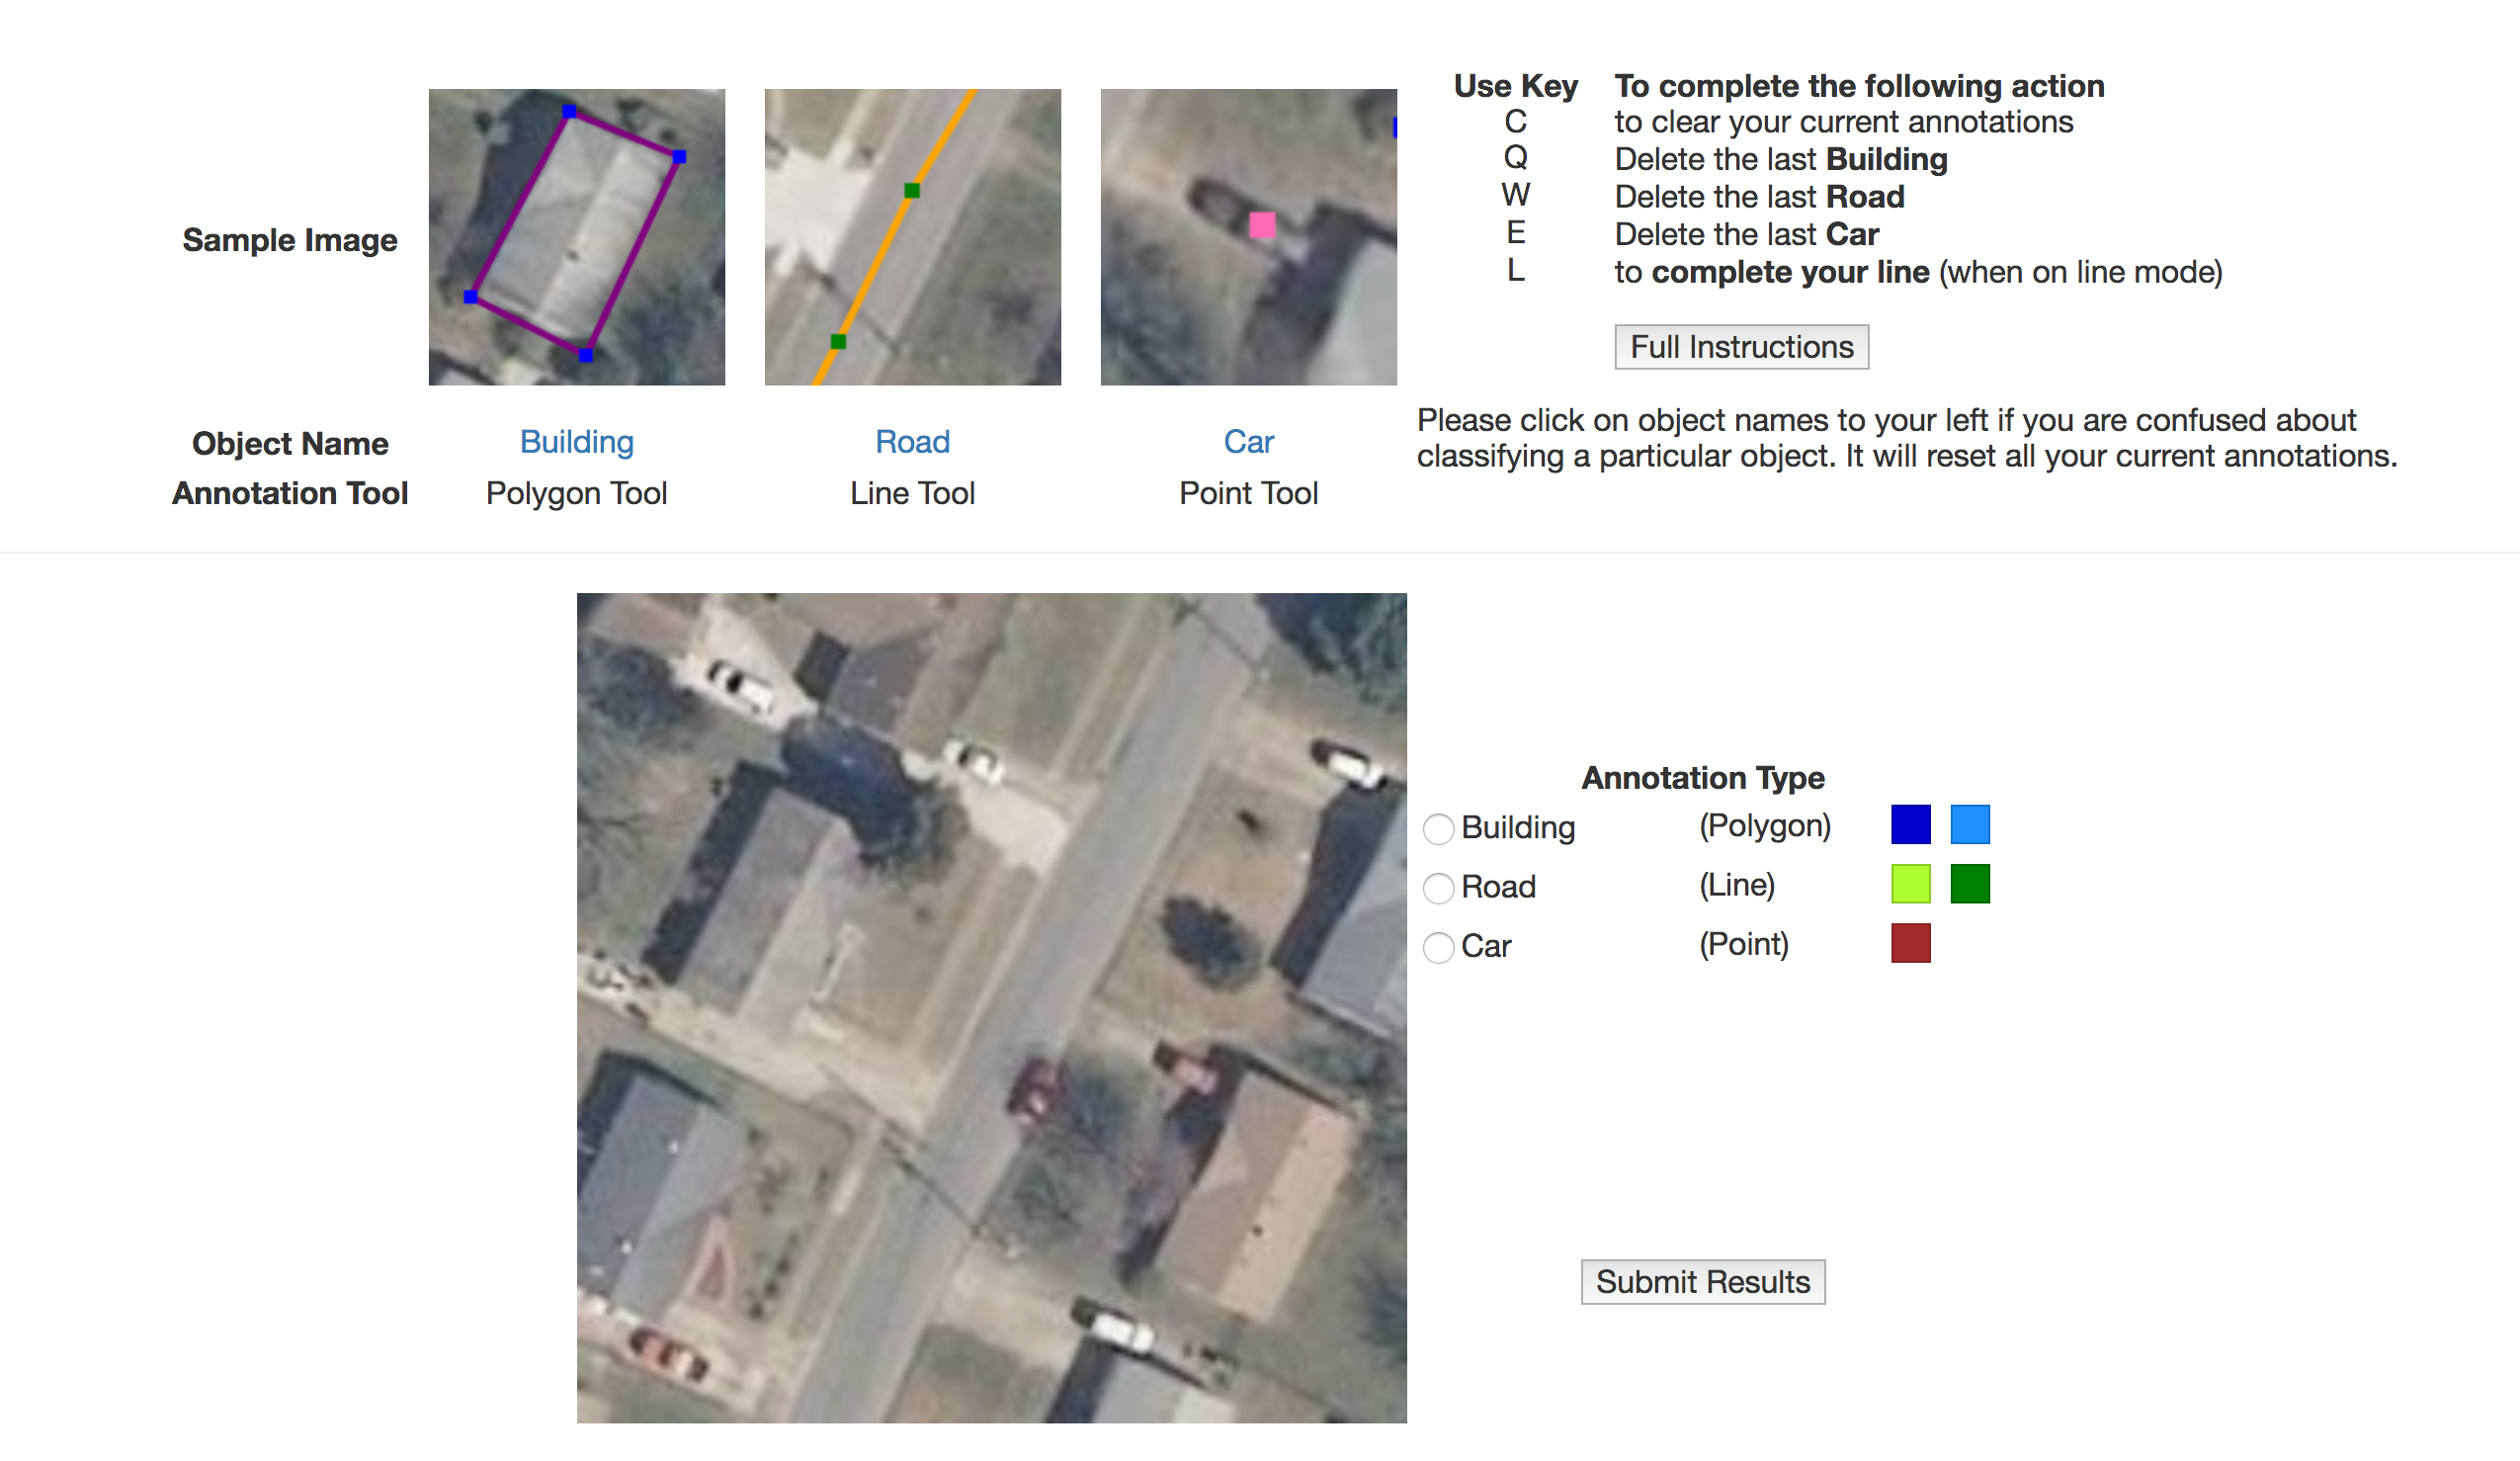 Use Key To complete the following action
C to clear your current annotations
Q Delete the last Building
W Delete the last Road
E Delete the last Car
L to complete your line (when on line mode)
Full Instructions
Sample Image
Object Name Building Road Car
Annotation Tool Polygon Tool Line Tool Point Tool
Please click on object names to your left if you are confused about
classifying a particular object. It will reset all your current annotations.
Annotation Type
Building (Polygon)
Road (Line)
Car (Point)
Submit Results